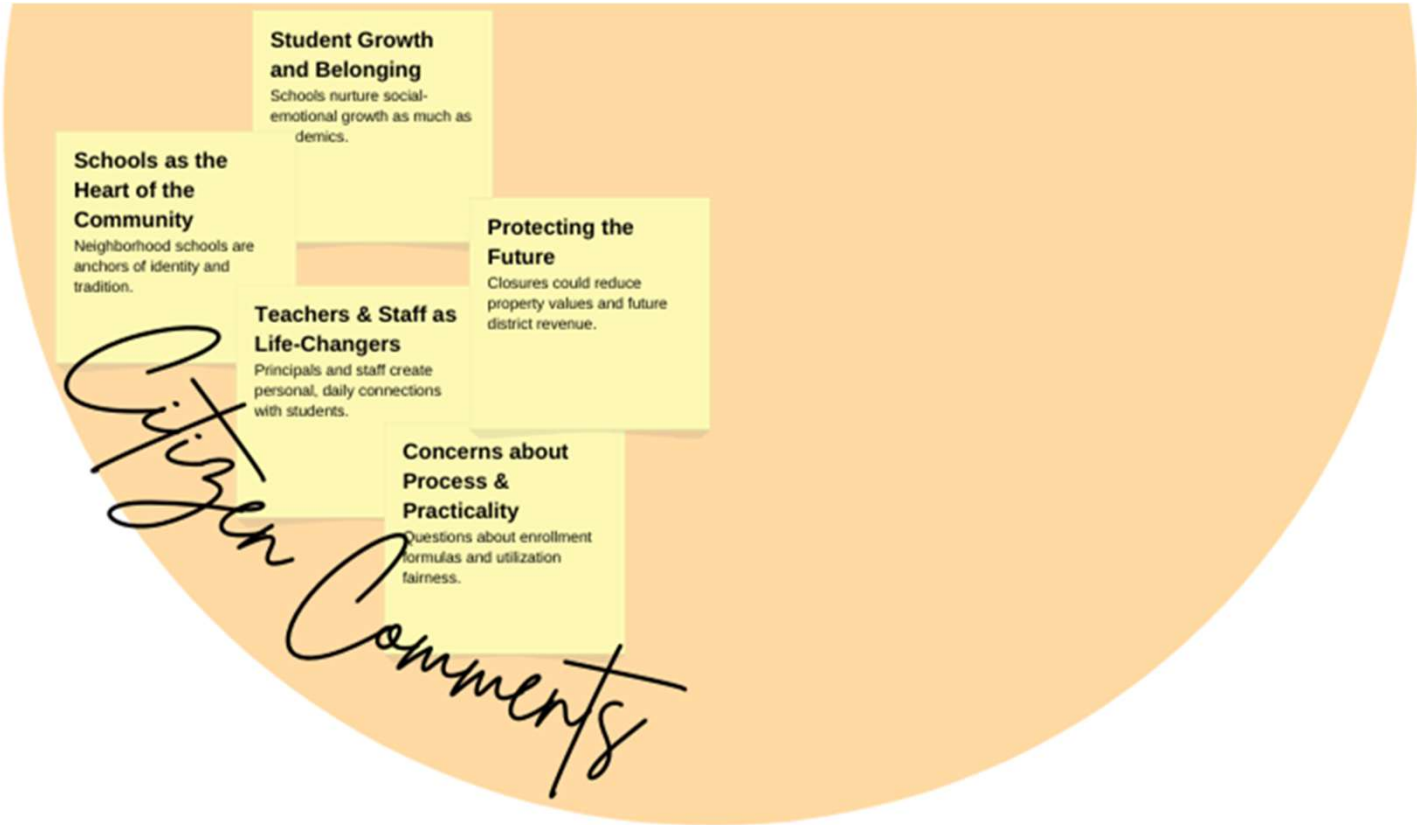 Student Growth
and Belonging
Schools nurture social-
emotional growth as much as
demics.
Schools as the
Heart of the
Community
Neighborhood schools are
anchors of identity and
tradition.
Protecting the
Future
Closures could reduce
property values and future
district revenue.
Teachers & Staff as
Life-Changers
Principals and staff create
personal, daily connections
with students.
Concerns about
Process &
Practicality
Questions about enrollment
formulas and utilization
fairness.
Citizen Comments